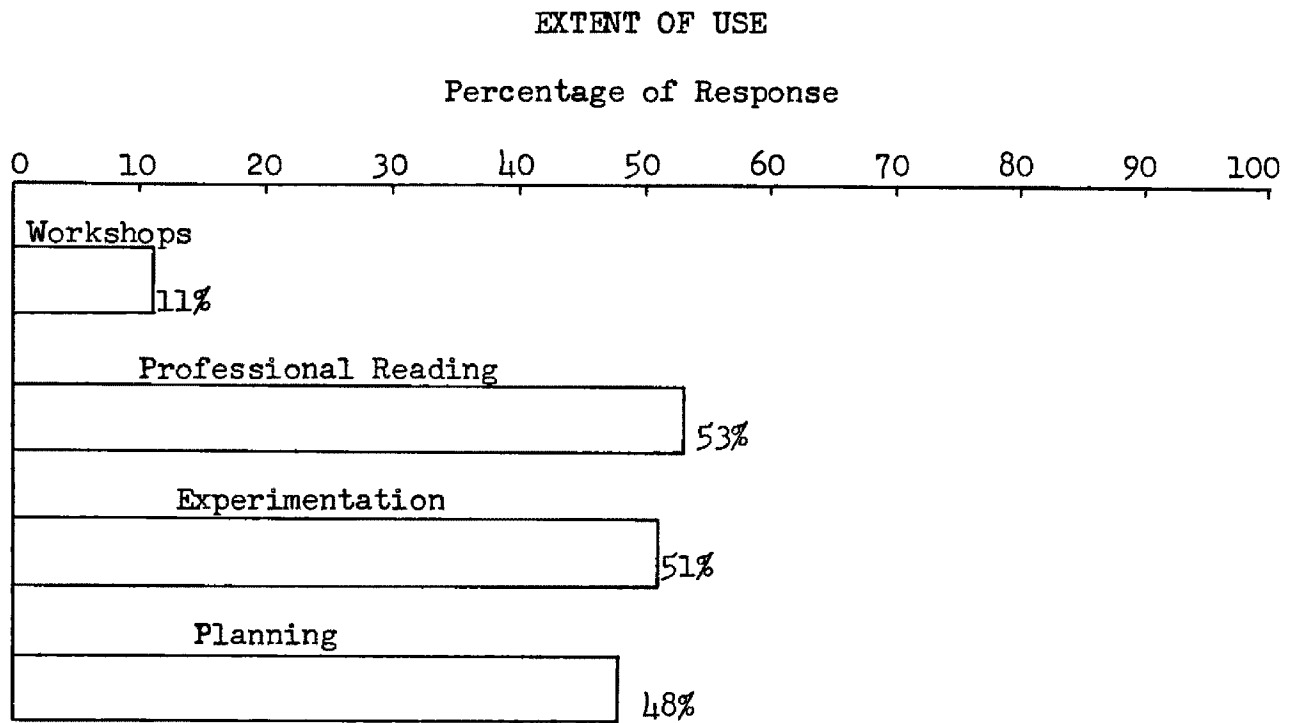 EXTENT OF USE
Percentage of Response
0 10 20 30 40 50 60 70 80 90 100
Workshops
11%
Professional Reading
53%
Experimentation
51%
Planning
48%